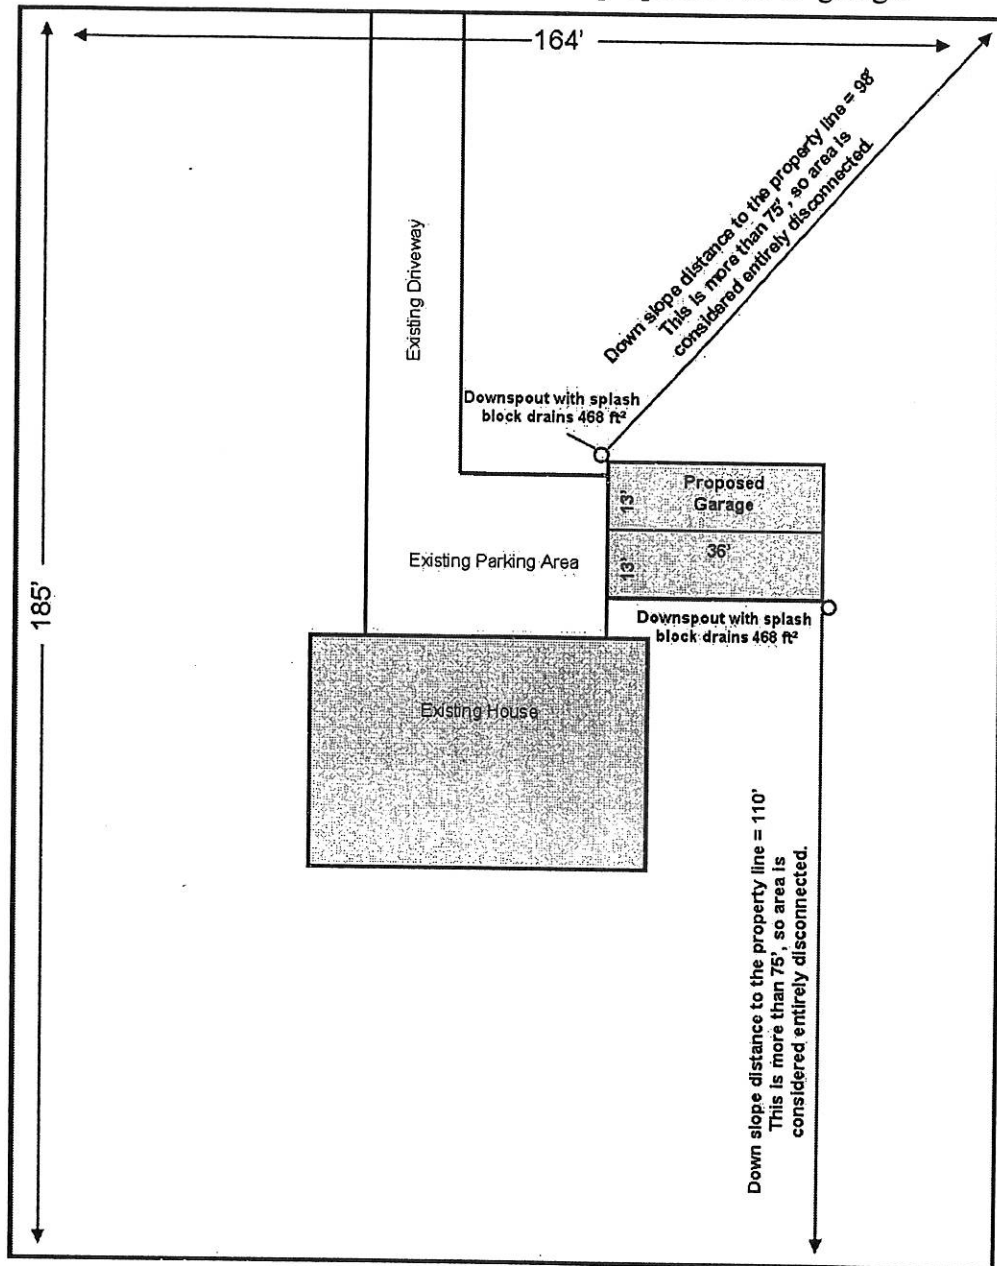 164'
Down slope distance to the property line = 98'
This is more than 75', so area is
considered entirely disconnected.
Existing Driveway
Downspout with splash
block drains 468 ft²
Proposed
Garage
13'
36'
13'
Existing Parking Area
185'
Downspout with splash
block drains 468 ft²
Existing House
Down slope distance to the property line = 110'
This is more than 75', so area is
considered entirely disconnected.